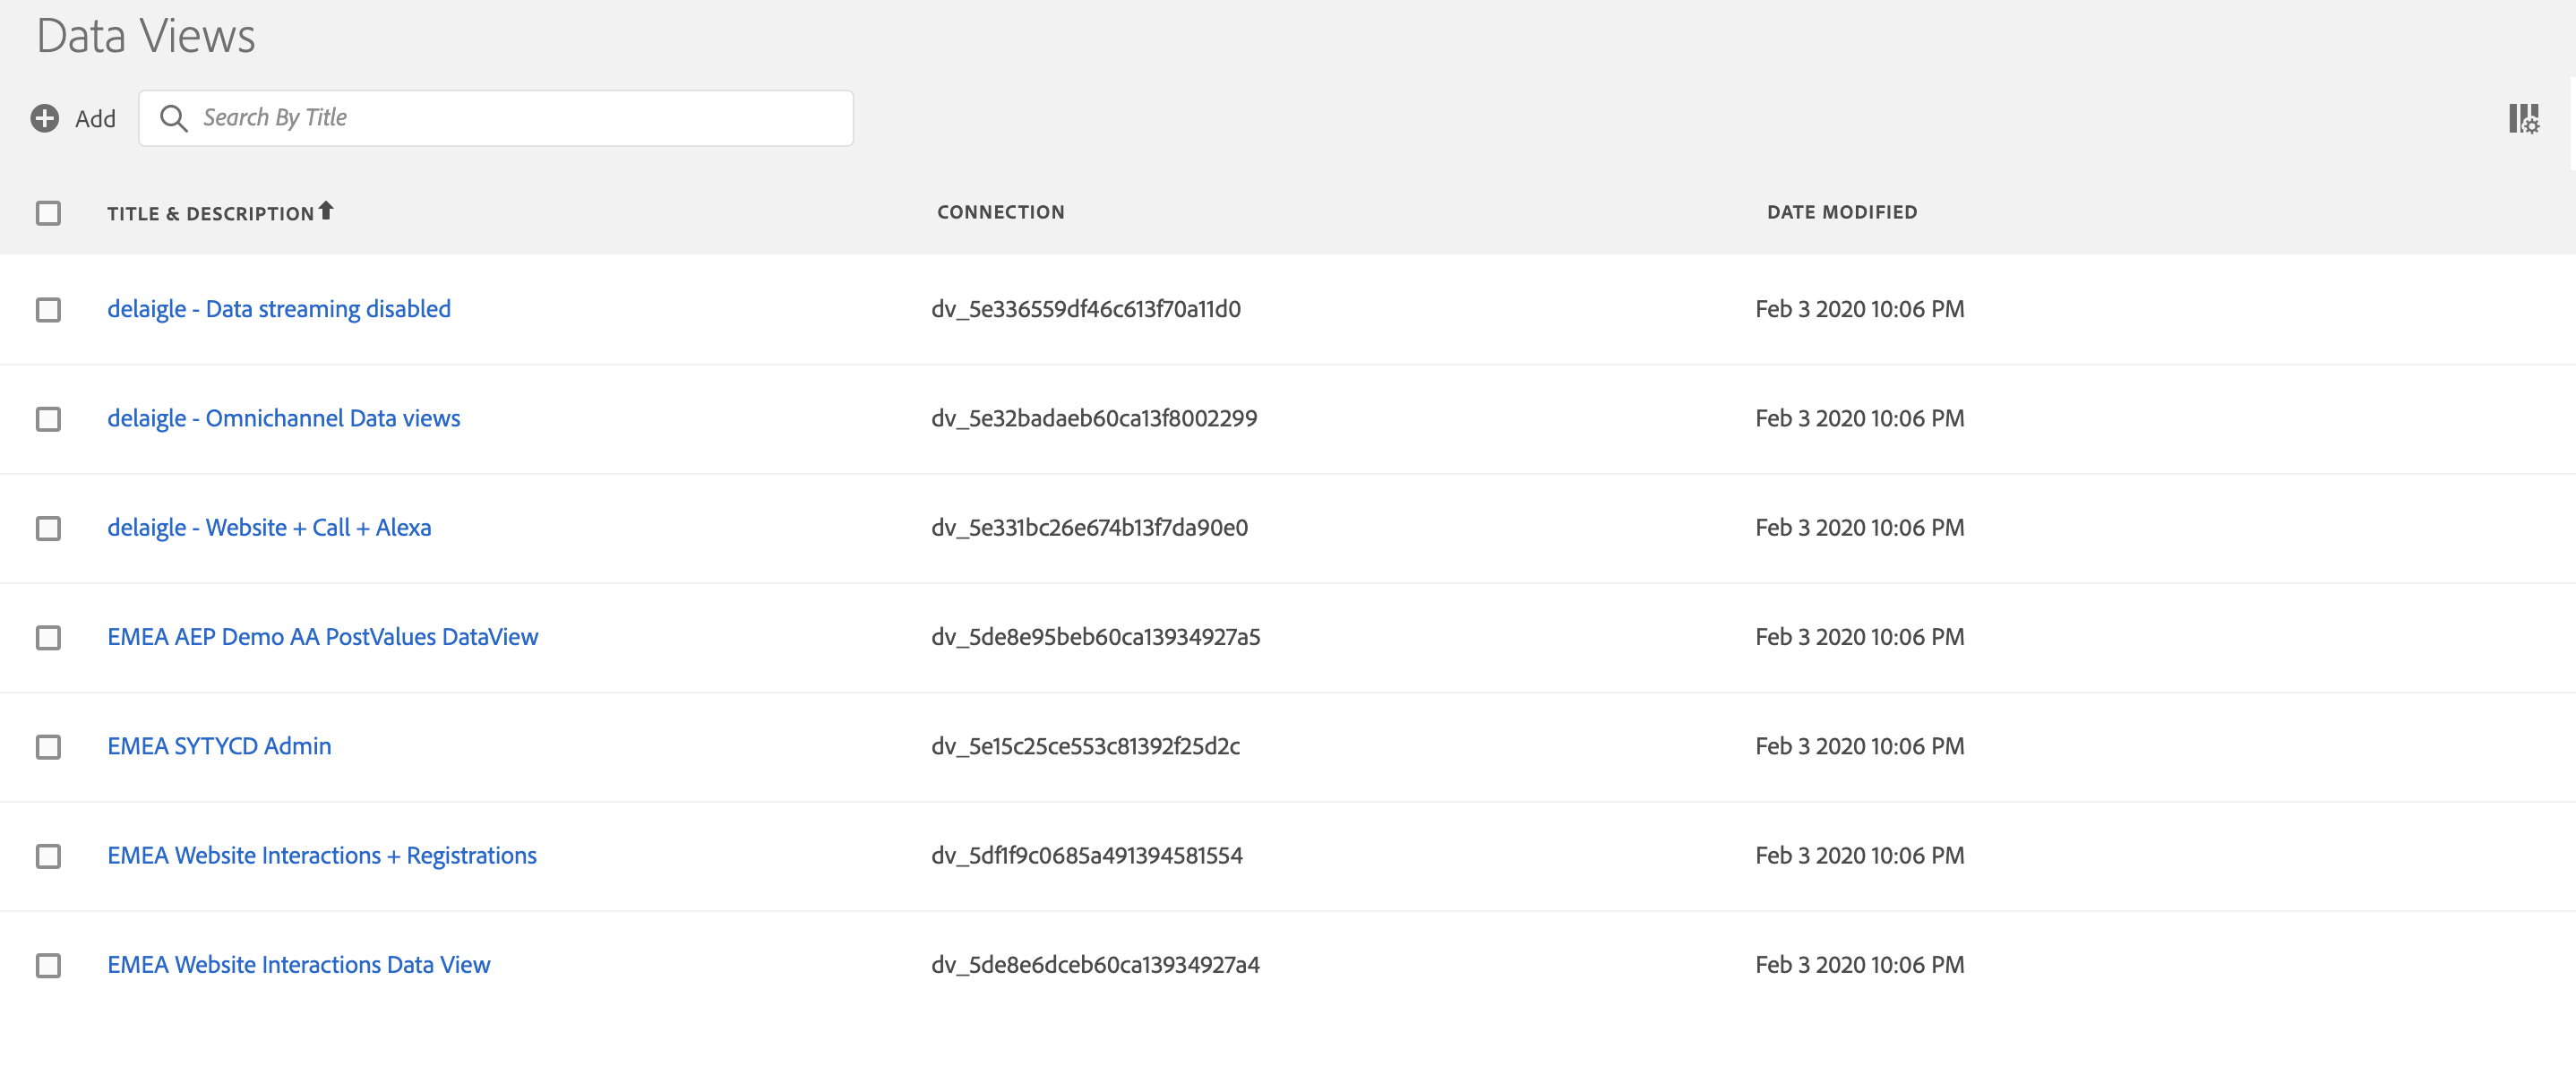 Data Views
Add
Search By Title
TITLE & DESCRIPTION CONNECTION DATE MODIFIED
delaigle - Data streaming disabled dv_5e336559df46c613f70a11d0 Feb 3 2020 10:06 PM
delaigle - Omnichannel Data views dv_5e32badaeb60ca13f8002299 Feb 3 2020 10:06 PM
delaigle - Website + Call + Alexa dv_5e331bc26e674b13f7da90e0 Feb 3 2020 10:06 PM
EMEA AEP Demo AA PostValues DataView dv_5de8e95beb60ca13934927a5 Feb 3 2020 10:06 PM
EMEA SYTYCD Admin dv_5e15c25ce553c81392f25d2c Feb 3 2020 10:06 PM
EMEA Website Interactions + Registrations dv_5df1f9c0685a491394581554 Feb 3 2020 10:06 PM
EMEA Website Interactions Data View dv_5de8e6dceb60ca13934927a4 Feb 3 2020 10:06 PM